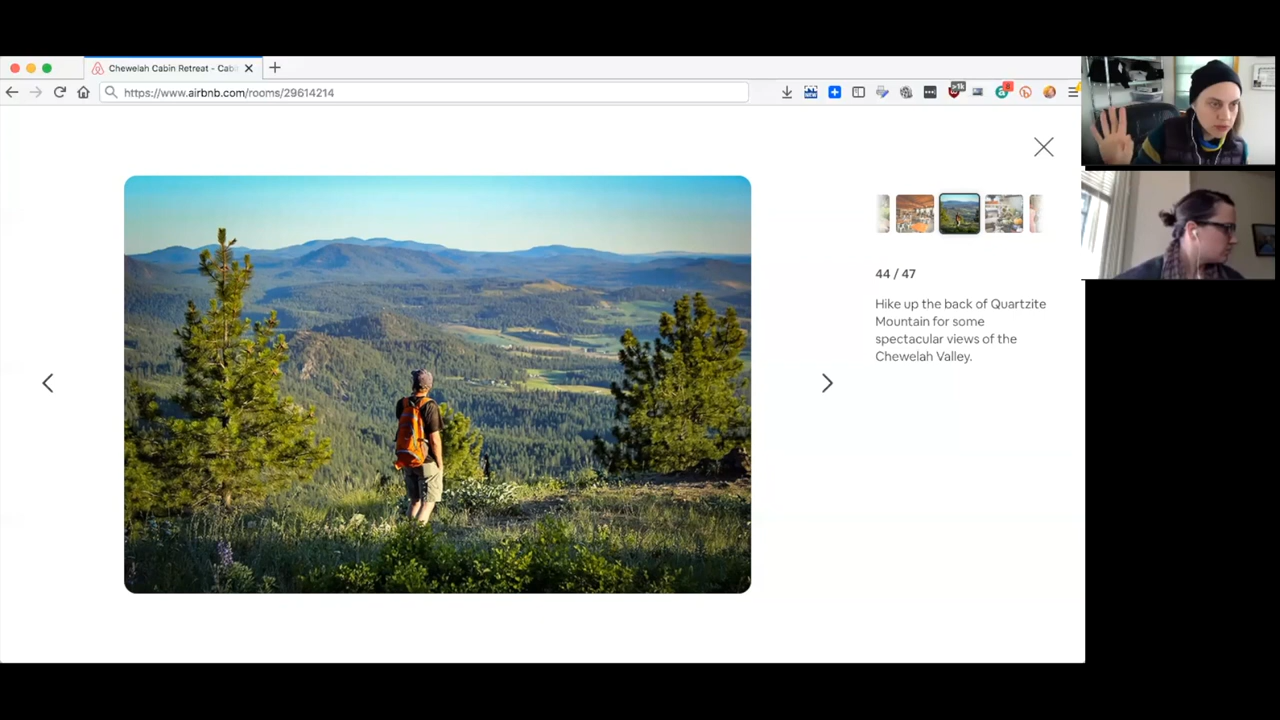 Chewelah Cabin Retreat - Cab
https://www.airbnb.com/rooms/29614214
44 / 47
Hike up the back of Quartzite
Mountain for some
spectacular views of the
Chewelah Valley.